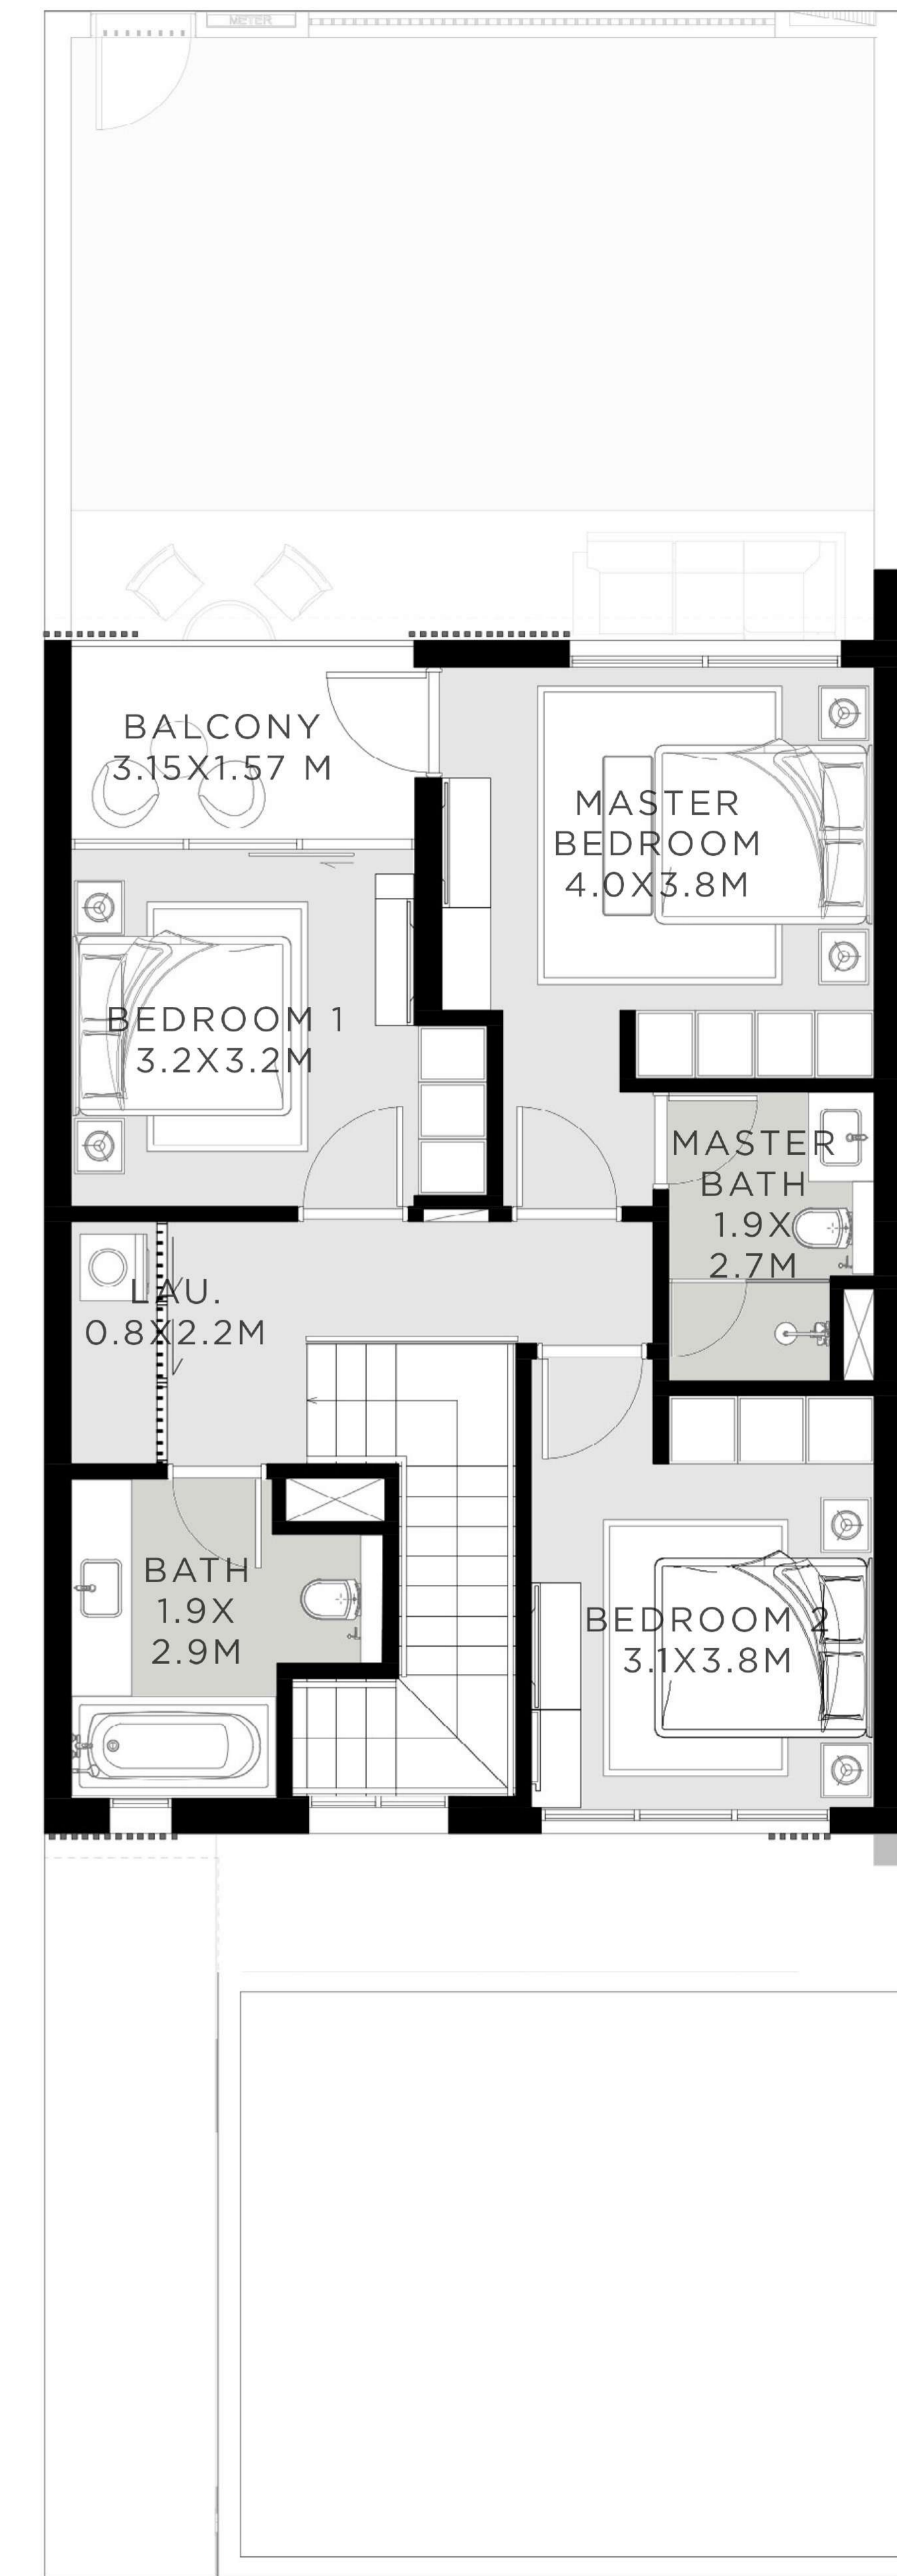 METER
BALCONY
3.15X1.57 M
MASTER
BEDROOM
4.0X3.8M
BEDROOM 1
3.2X3.2M
MASTER
BATH
1.9X
2.7M
LAU.
0.8X2.2M
BATH
1.9X
2.9M
BEDROOM 2
3.1X3.8M